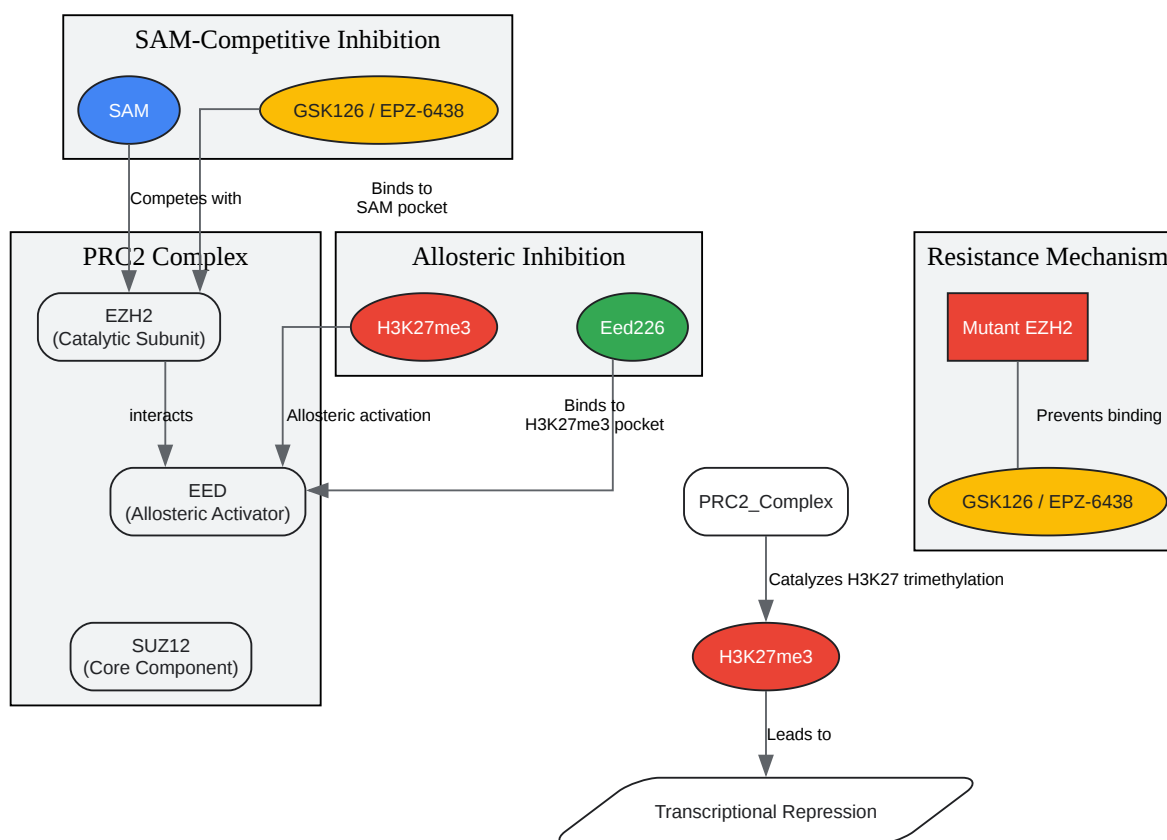 SAM-Competitive Inhibition
SAM
GSK126 / EPZ-6438
Competes with
Binds to
SAM pocket
PRC2 Complex
Allosteric Inhibition
Resistance Mechanism
EZH2
(Catalytic Subunit)
H3K27me3
Eed226
Mutant EZH2
interacts
Allosteric activation
Binds to
H3K27me3 pocket
Prevents binding
EED
(Allosteric Activator)
PRC2_Complex
GSK126 / EPZ-6438
Catalyzes H3K27 trimethylation
SUZ12
(Core Component)
H3K27me3
Leads to
Transcriptional Repression